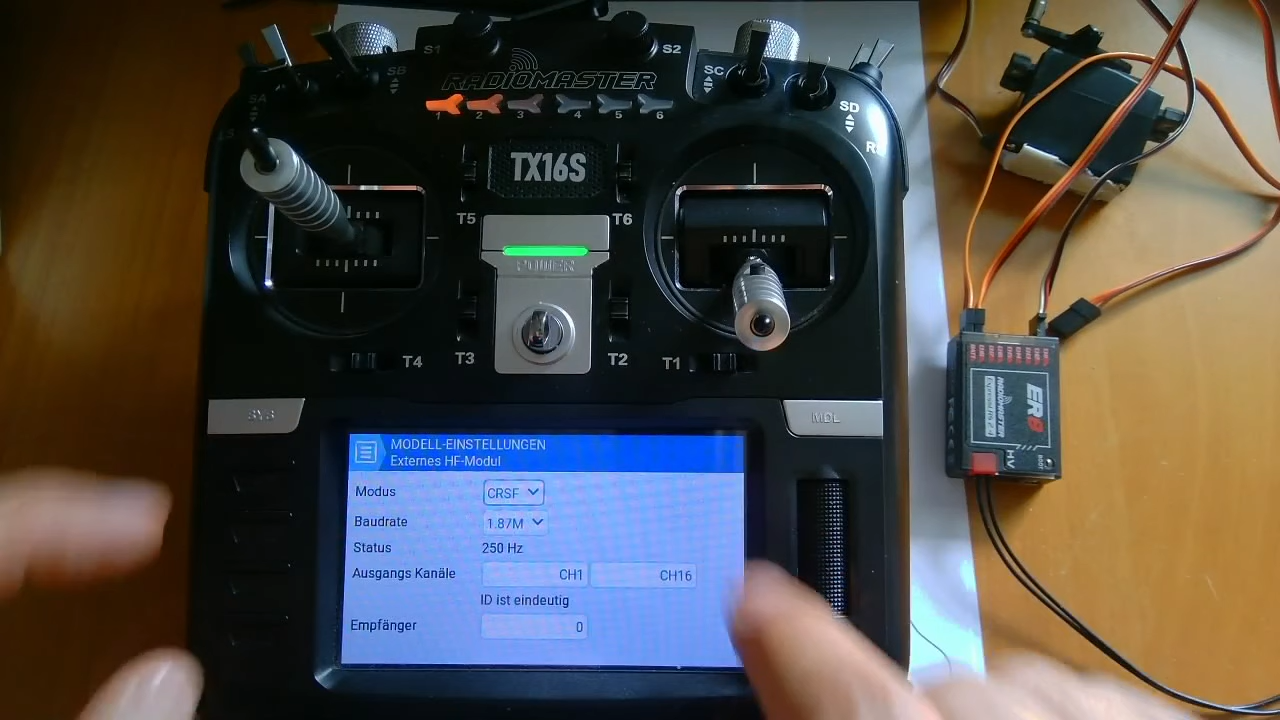 S1
S2
SB
SC
RADIOMASTER
SA
SD
1 2 3 4 5 6
TX16S
T5
T6
POWER
T4
T3
T2
T1
SYS
MDL
MODELL-EINSTELLUNGEN
Externes HF-Modul
Modus CRSF
Baudrate 1.87M
Status 250 Hz
Ausgangs Kanäle CH1 CH16
ID ist eindeutig
Empfänger 0
ER8
RADIOMASTER
HV